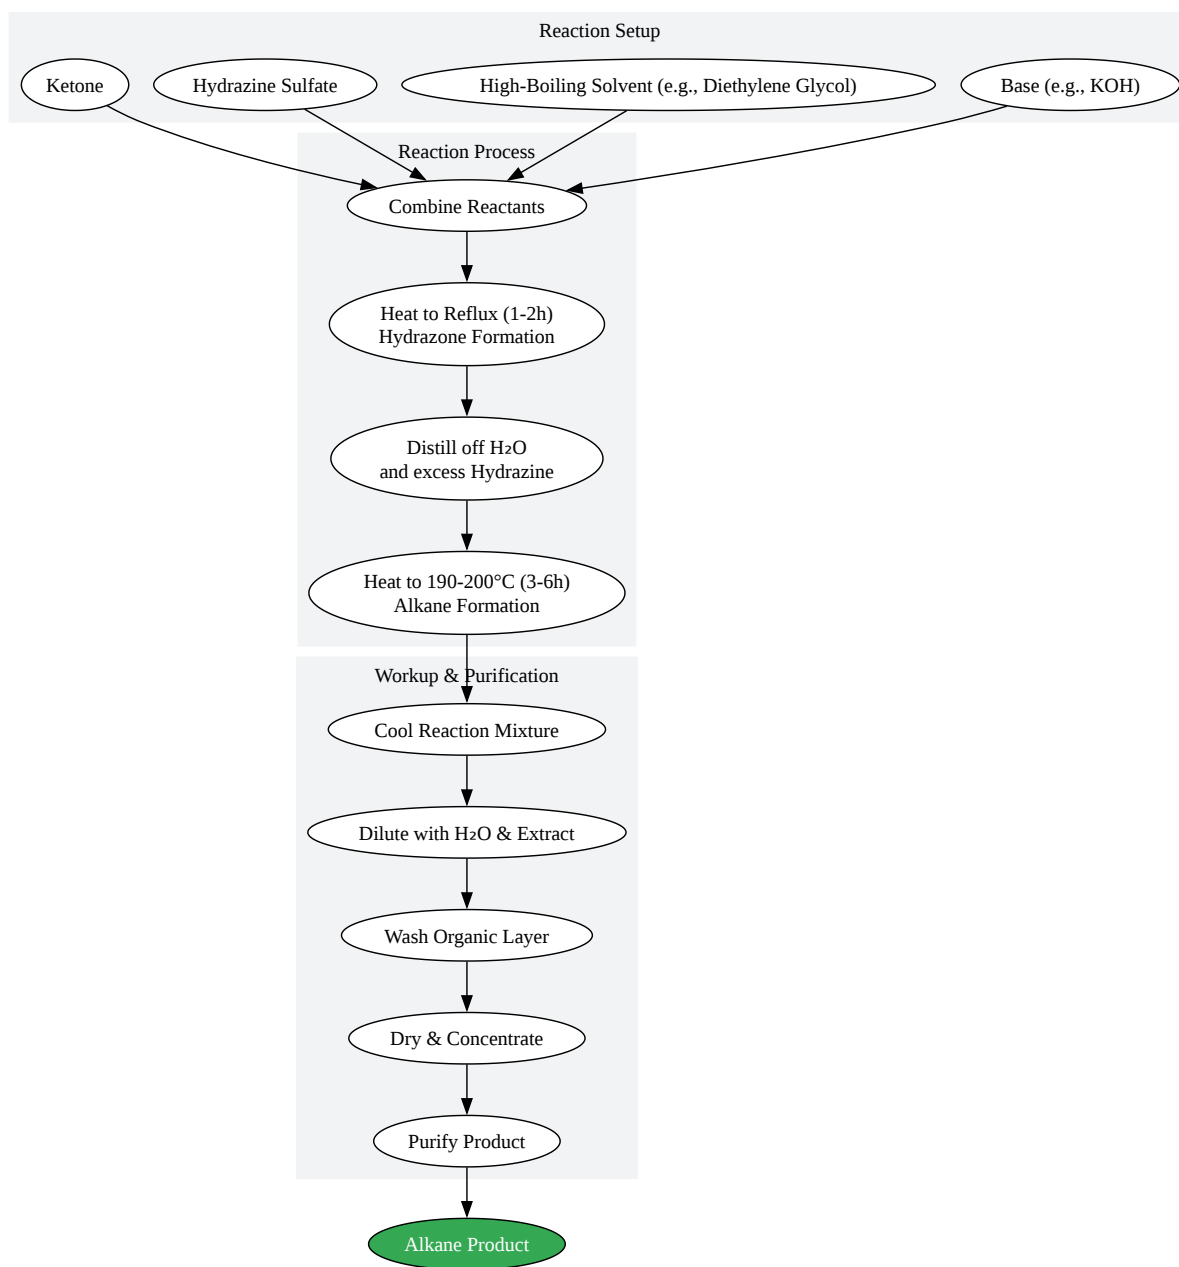 Reaction Setup
Ketone
Hydrazine Sulfate
High-Boiling Solvent (e.g., Diethylene Glycol)
Base (e.g., KOH)
Reaction Process
Combine Reactants
Heat to Reflux (1-2h)
Hydrazone Formation
Distill off H₂O
and excess Hydrazine
Heat to 190-200°C (3-6h)
Alkane Formation
Workup & Purification
Cool Reaction Mixture
Dilute with H₂O & Extract
Wash Organic Layer
Dry & Concentrate
Purify Product
Alkane Product